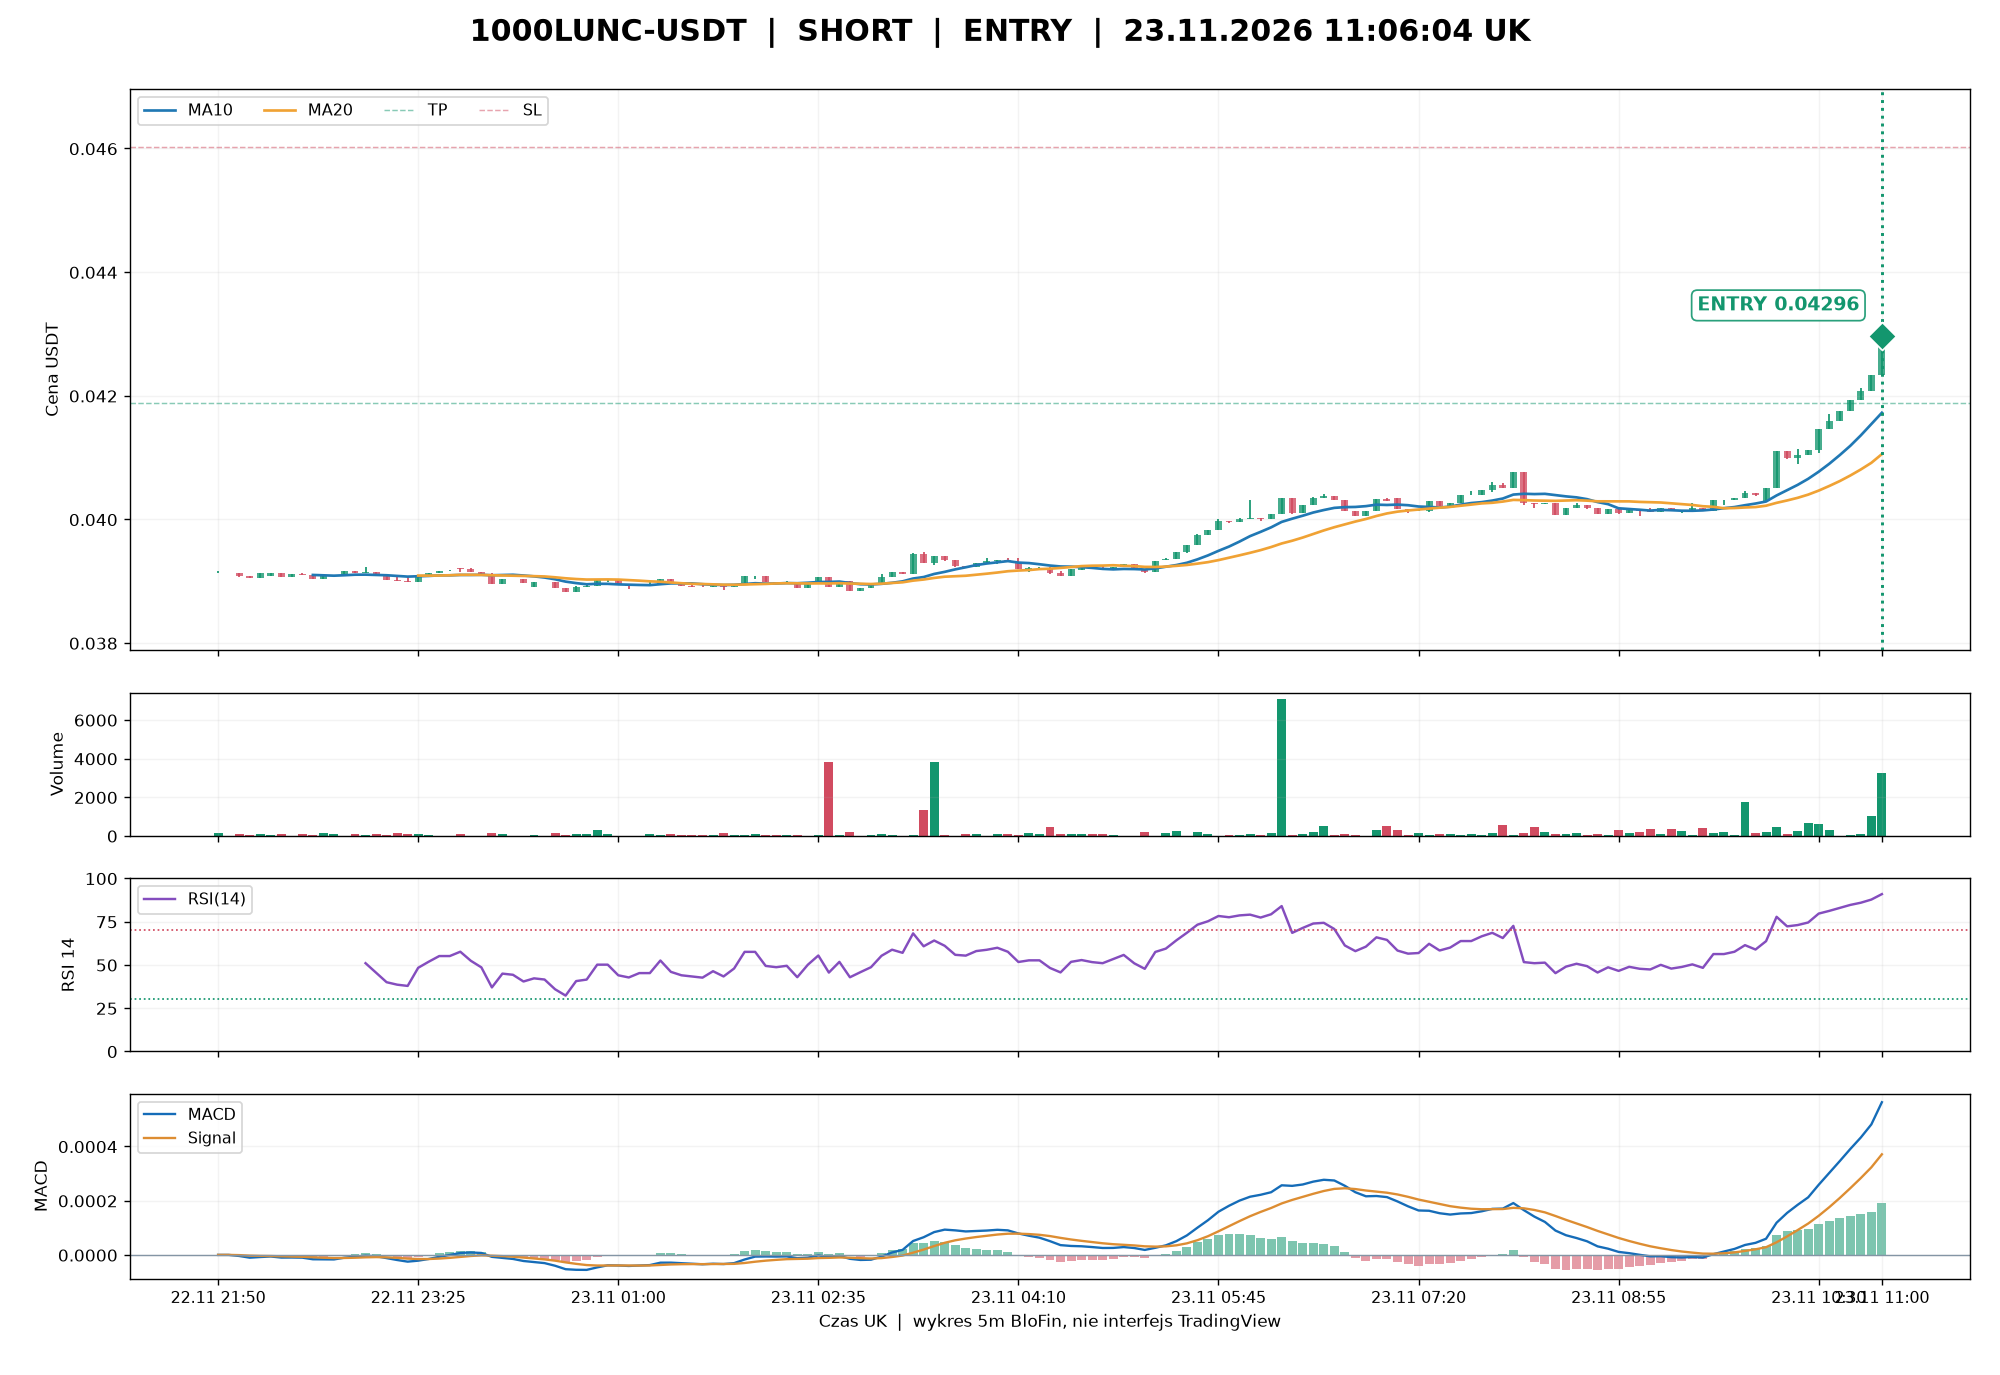 1000LUNC-USDT | SHORT | ENTRY | 23.11.2026 11:06:04 UK
MA10 MA20 TP SL
0.046
0.044
0.042
0.040
0.038
Cena USDT
ENTRY 0.04296
6000
4000
2000
0
Volume
RSI(14)
100
75
50
25
0
RSI 14
MACD
Signal
0.0004
0.0002
0.0000
MACD
22.11 21:50 22.11 23:25 23.11 01:00 23.11 02:35 23.11 04:10 23.11 05:45 23.11 07:20 23.11 08:55 23.11 10:30 23.11 11:00
Czas UK | wykres 5m BloFin, nie interfejs TradingView